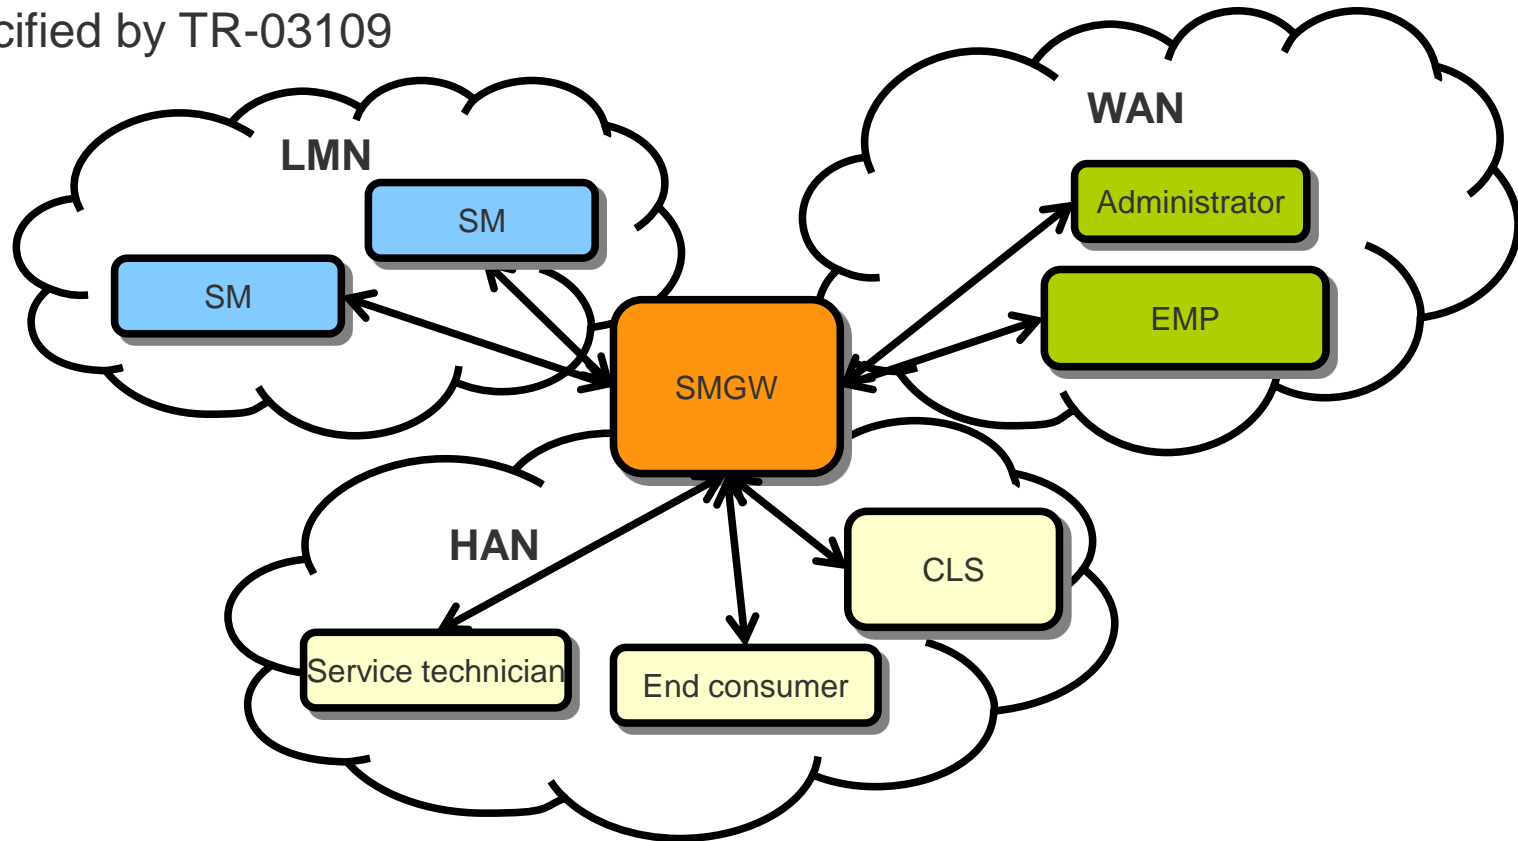 cified by TR-03109
LMN
WAN
SM
Administrator
SM
EMP
SMGW
HAN
CLS
Service technician
End consumer